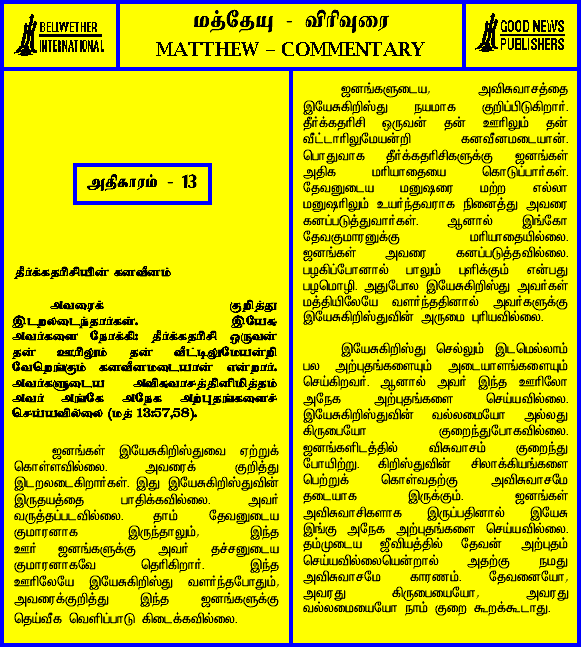 BELLWETHER
INTERNATIONAL
மத்தேயு - விரிவுரை
MATTHEW – COMMENTARY
GOOD NEWS
PUBLISHERS
அதிகாரம் - 13
தீர்க்கதரிசியின் கனவீனம்
அவரைக் குறித்து
இடறலடைந்தார்கள். இயேசு
அவர்களை நோக்கி: தீர்க்கதரிசி ஒருவன்
தன் ஊரிலும் தன் வீட்டிலுமேயன்றி
வேறெங்கும் கனவீனமடையான் என்றார்.
அவர்களுடைய அவிசுவாசத்தினிமித்தம்
அவர் அங்கே அநேக அற்புதங்களைச்
செய்யவில்லை (மத் 13:57,58).
ஜனங்கள் இயேசுகிறிஸ்துவை ஏற்றுக்
கொள்ளவில்லை. அவரைக் குறித்து
இடறலடைகிறார்கள். இது இயேசுகிறிஸ்துவின்
இருதயத்தை பாதிக்கவில்லை. அவர்
வருத்தப்படவில்லை. தாம் தேவனுடைய
குமாரனாக இருந்தாலும், இந்த
ஊர் ஜனங்களுக்கு அவர் தச்சனுடைய
குமாரனாகவே தெரிகிறார். இந்த
ஊரிலேயே இயேசுகிறிஸ்து வளர்ந்தபோதும்,
அவரைக்குறித்து இந்த ஜனங்களுக்கு
தெய்வீக வெளிப்பாடு கிடைக்கவில்லை.
ஜனங்களுடைய, அவிசுவாசத்தை
இயேசுகிறிஸ்து நயமாக குறிப்பிடுகிறார்.
தீர்க்கதரிசி ஒருவன் தன் ஊரிலும் தன்
வீட்டாரிலுமேயன்றி கனவீனமடையான்.
பொதுவாக தீர்க்கதரிசிகளுக்கு ஜனங்கள்
அதிக மரியாதையை கொடுப்பார்கள்.
தேவனுடைய மனுஷரை மற்ற எல்லா
மனுஷரிலும் உயர்ந்தவராக நினைத்து அவரை
கனப்படுத்துவார்கள். ஆனால் இங்கோ
தேவகுமாரனுக்கு மரியாதையில்லை.
ஜனங்கள் அவரை கனப்படுத்தவில்லை.
பழகிப்போனால் பாலும் புளிக்கும் என்பது
பழமொழி. அதுபோல இயேசுகிறிஸ்து அவர்கள்
மத்தியிலேயே வளர்ந்ததினால் அவர்களுக்கு
இயேசுகிறிஸ்துவின் அருமை புரியவில்லை.
இயேசுகிறிஸ்து செல்லும் இடமெல்லாம்
பல அற்புதங்களையும் அடையாளங்களையும்
செய்கிறவர். ஆனால் அவர் இந்த ஊரிலோ
அநேக அற்புதங்களை செய்யவில்லை.
இயேசுகிறிஸ்துவின் வல்லமையோ அல்லது
கிருபையோ குறைந்துபோகவில்லை.
ஜனங்களிடத்தில் விசுவாசம் குறைந்து
போயிற்று. கிறிஸ்துவின் சிலாக்கியங்களை
பெற்றுக் கொள்வதற்கு அவிசுவாசமே
தடையாக இருக்கும். ஜனங்கள்
அவிசுவாசிகளாக இருப்பதினால் இயேசு
இங்கு அநேக அற்புதங்களை செய்யவில்லை.
தம்முடைய ஜீவியத்தில் தேவன் அற்புதம்
செய்யவில்லையென்றால் அதற்கு நமது
அவிசுவாசமே காரணம். தேவனையோ,
அவரது கிருபையையோ, அவரது
வல்லமையையோ நாம் குறை கூறக்கூடாது.